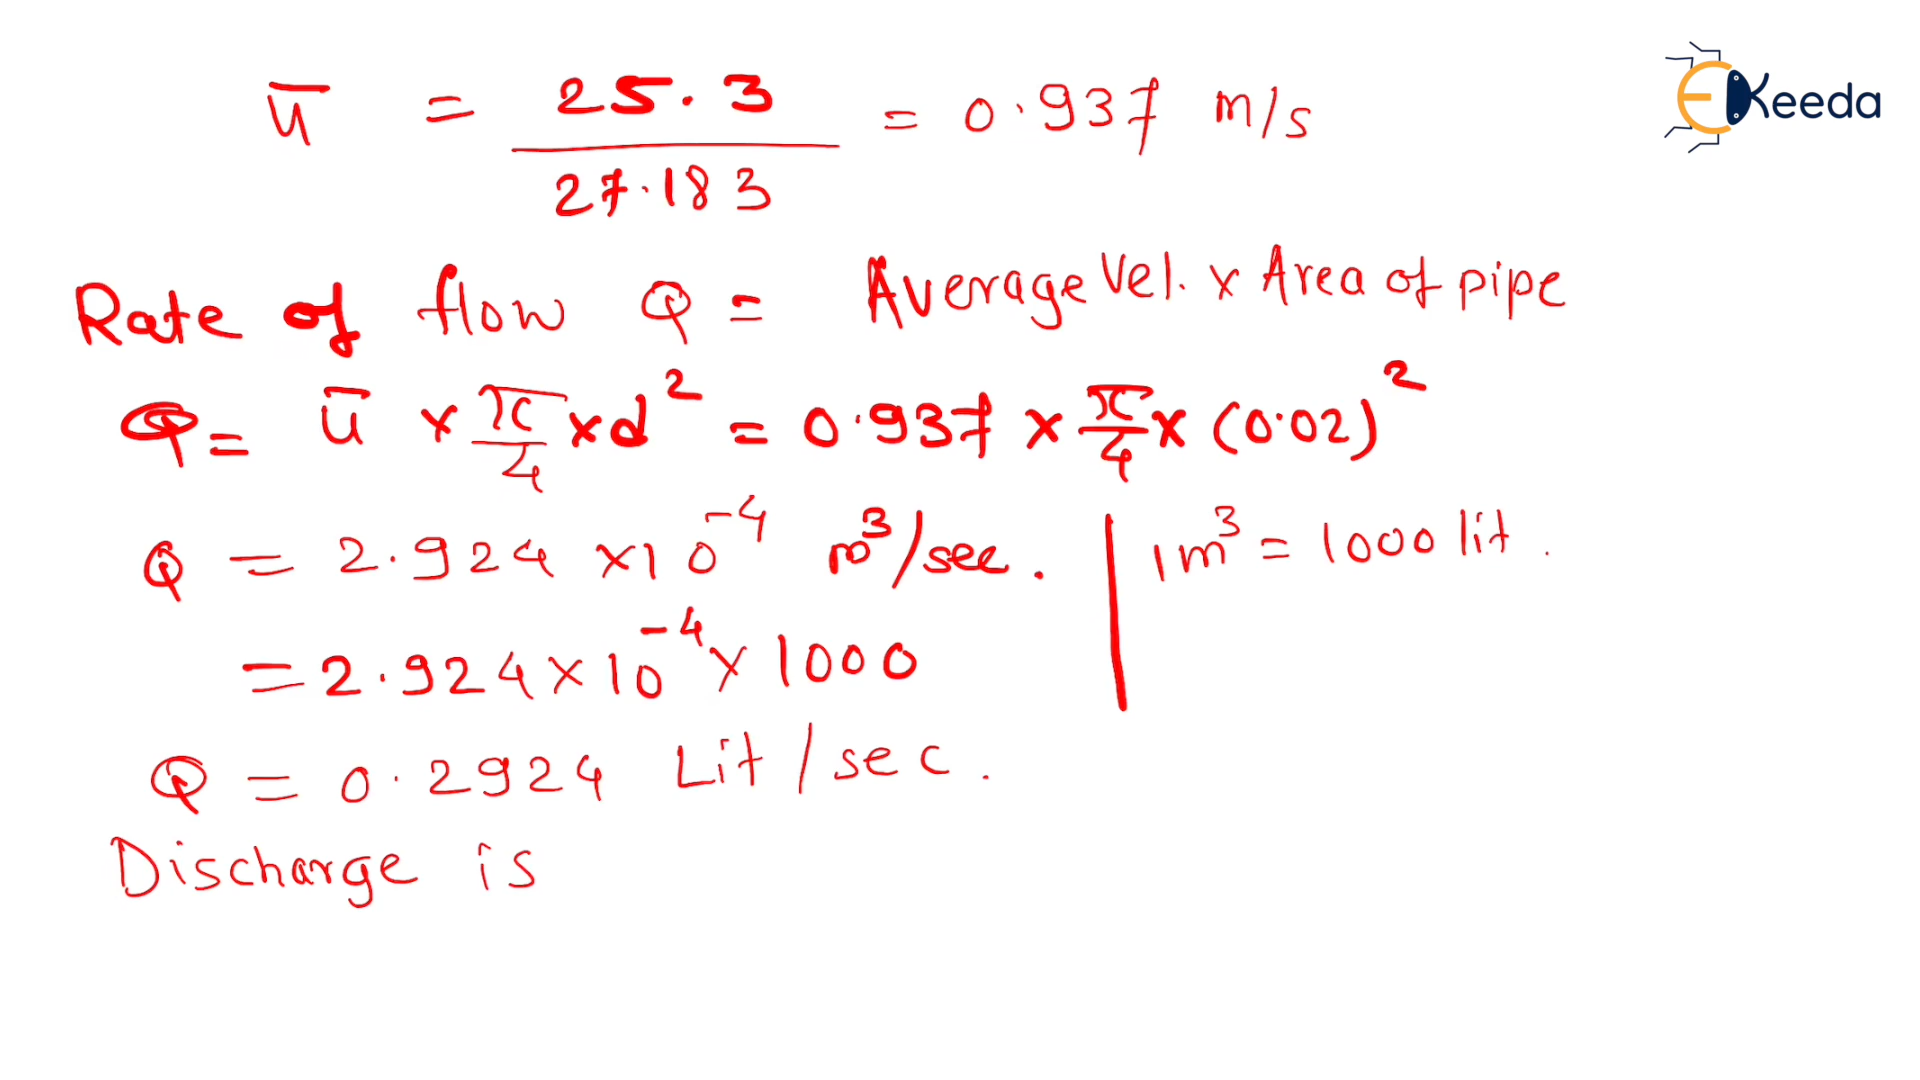 ū = 25.3 / 27.183 = 0.937 m/s
EKeeda
Rate of flow Q = Average Vel. x Area of pipe
Q = ū x π/4 x d² = 0.937 x π/4 x (0.02)²
Q = 2.924 x10⁻⁴ m³/sec. | 1m³ = 1000 lit.
= 2.924 x 10⁻⁴ x 1000
Q = 0.2924 Lit/sec.
Discharge is